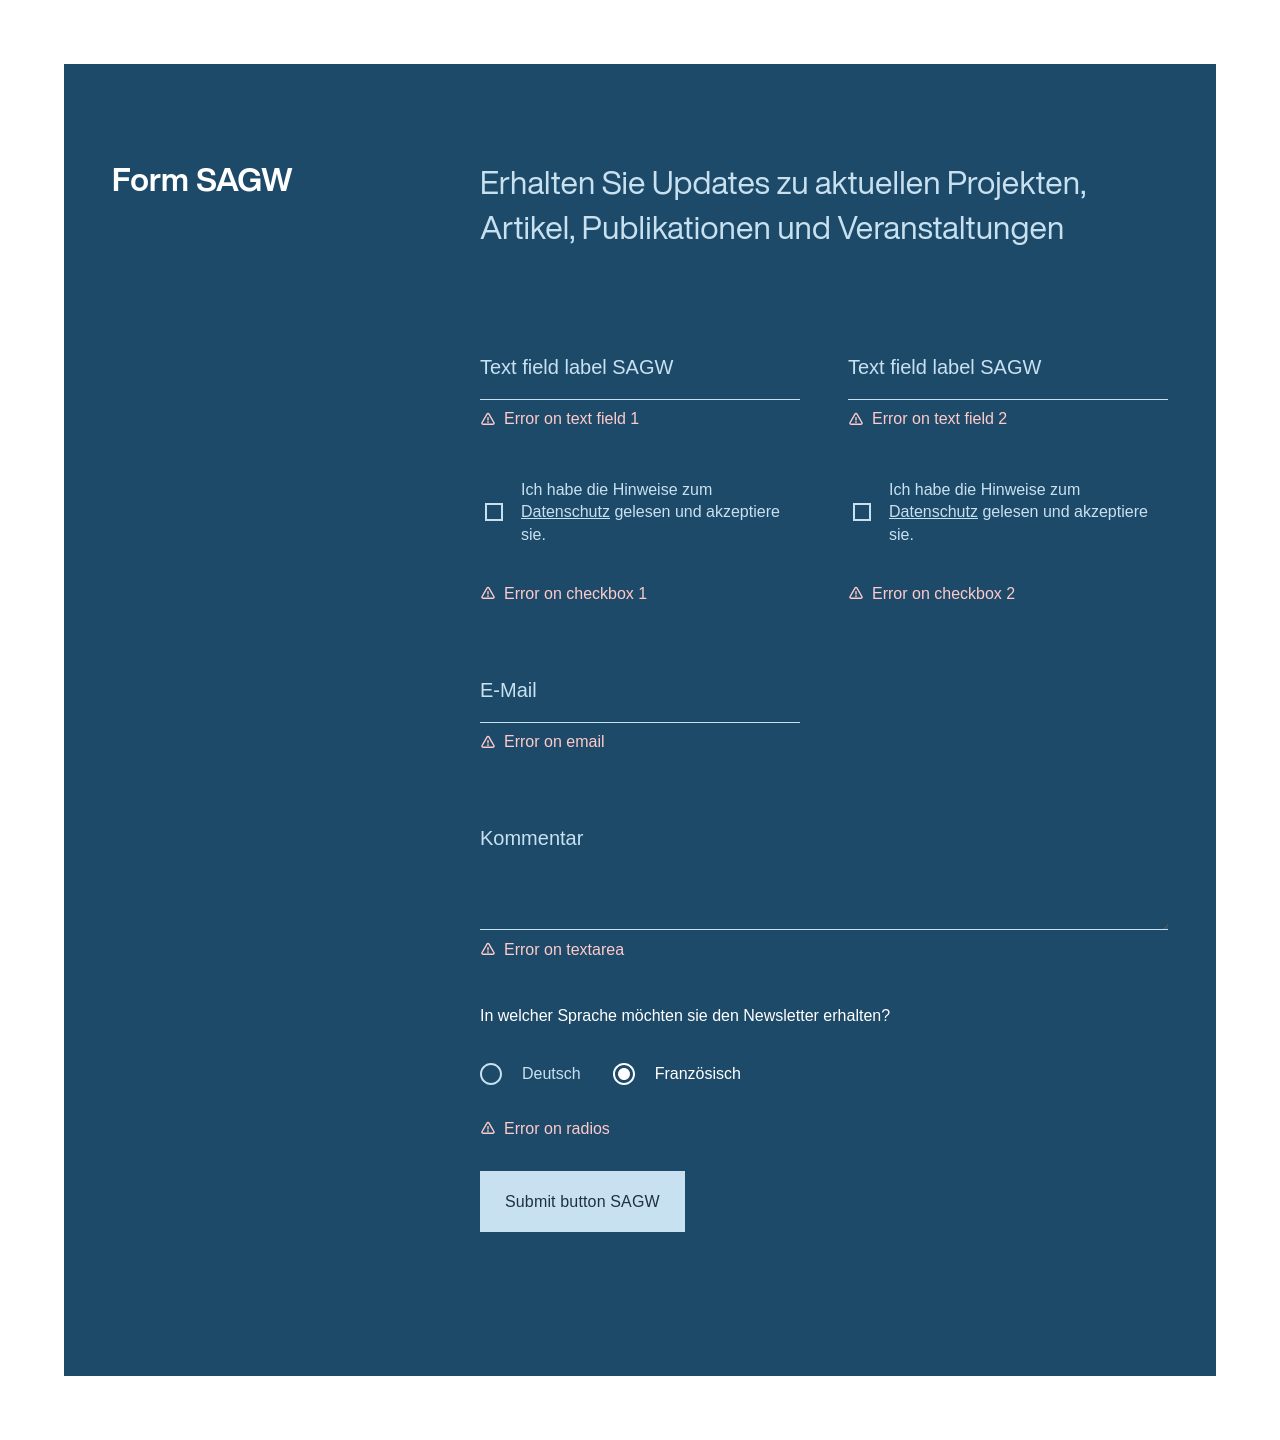 Form SAGW
Erhalten Sie Updates zu aktuellen Projekten,
Artikel, Publikationen und Veranstaltungen
Text field label SAGW
Error on text field 1
Text field label SAGW
Error on text field 2
Ich habe die Hinweise zum
Datenschutz gelesen und akzeptiere
sie.
Error on checkbox 1
Ich habe die Hinweise zum
Datenschutz gelesen und akzeptiere
sie.
Error on checkbox 2
E-Mail
Error on email
Kommentar
Error on textarea
In welcher Sprache möchten sie den Newsletter erhalten?
Deutsch
Französisch
Error on radios
Submit button SAGW